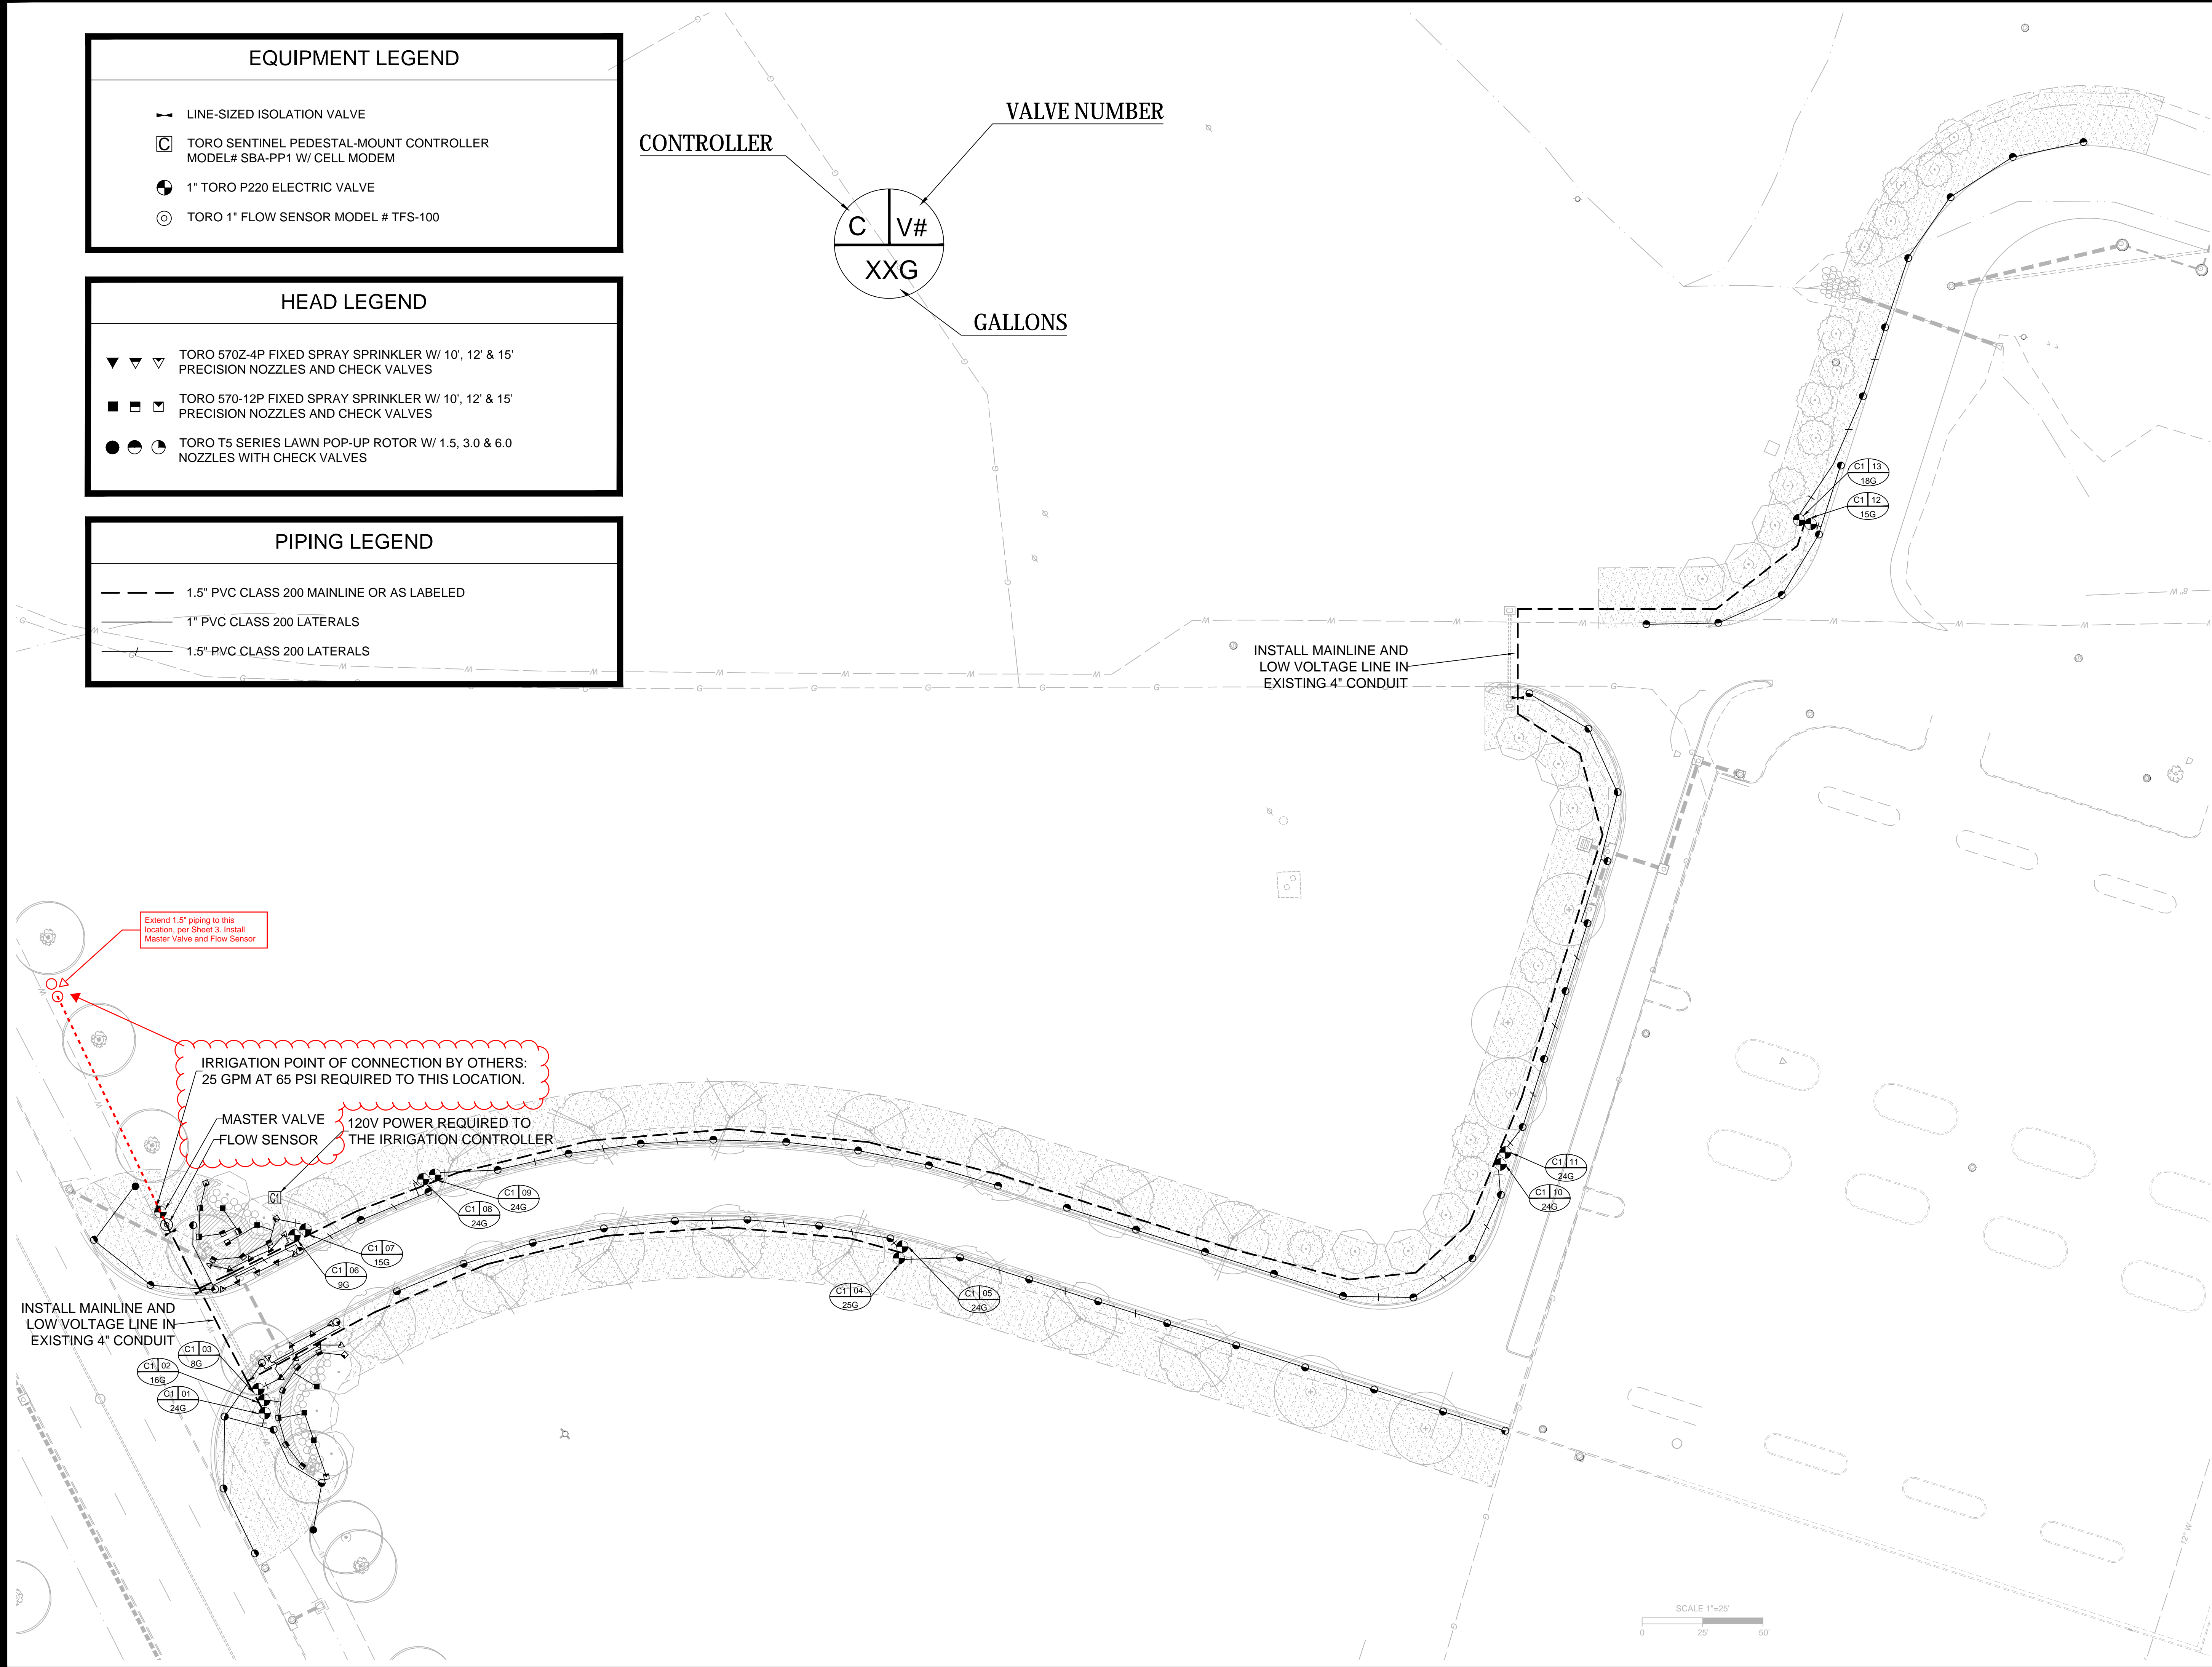 EQUIPMENT LEGEND
LINE-SIZED ISOLATION VALVE
C
TORO SENTINEL PEDESTAL-MOUNT CONTROLLER
MODEL# SBA-PP1 W/ CELL MODEM
1" TORO P220 ELECTRIC VALVE
TORO 1" FLOW SENSOR MODEL # TFS-100
HEAD LEGEND
TORO 570Z-4P FIXED SPRAY SPRINKLER W/ 10', 12' & 15'
PRECISION NOZZLES AND CHECK VALVES
TORO 570-12P FIXED SPRAY SPRINKLER W/ 10', 12' & 15'
PRECISION NOZZLES AND CHECK VALVES
TORO T5 SERIES LAWN POP-UP ROTOR W/ 1.5, 3.0 & 6.0
NOZZLES WITH CHECK VALVES
PIPING LEGEND
1.5" PVC CLASS 200 MAINLINE OR AS LABELED
1" PVC CLASS 200 LATERALS
1.5" PVC CLASS 200 LATERALS
CONTROLLER
VALVE NUMBER
C V#
XXG
GALLONS
C1 13
18G
C1 12
15G
8" W
INSTALL MAINLINE AND
LOW VOLTAGE LINE IN
EXISTING 4" CONDUIT
Extend 1.5" piping to this
location, per Sheet 3. Install
Master Valve and Flow Sensor
IRRIGATION POINT OF CONNECTION BY OTHERS:
25 GPM AT 65 PSI REQUIRED TO THIS LOCATION.
MASTER VALVE
FLOW SENSOR
120V POWER REQUIRED TO
THE IRRIGATION CONTROLLER
C1
C1 11
24G
C1 10
24G
C1 09
24G
C1 08
24G
C1 07
15G
C1 06
9G
C1 04
25G
C1 05
24G
INSTALL MAINLINE AND
LOW VOLTAGE LINE IN
EXISTING 4" CONDUIT
C1 03
8G
C1 02
16G
C1 01
24G
12" W
SCALE 1"=25'
0 25' 50'